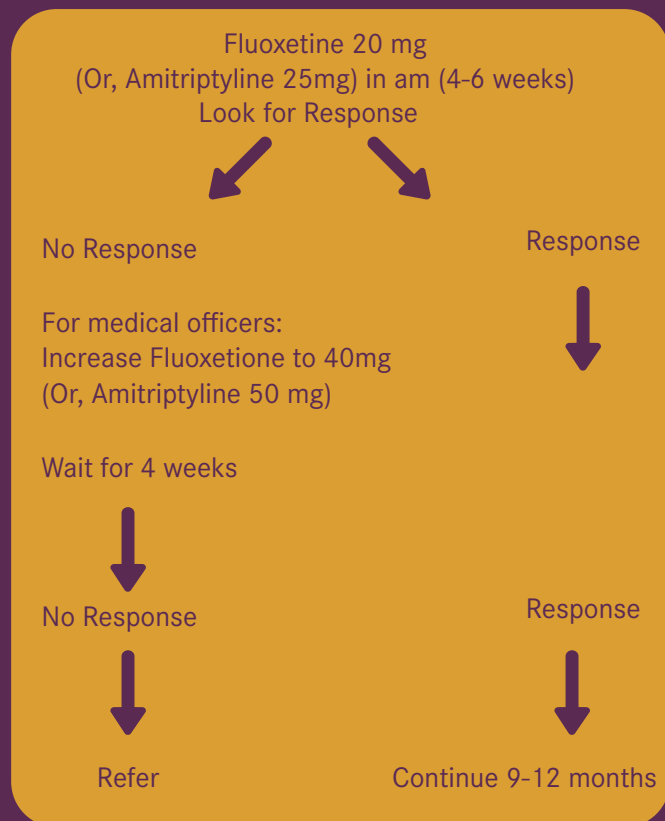 Fluoxetine 20 mg
(Or, Amitriptyline 25mg) in am (4-6 weeks)
Look for Response
No Response
Response
For medical officers:
Increase Fluoxetione to 40mg
(Or, Amitriptyline 50 mg)
Wait for 4 weeks
No Response
Response
Refer
Continue 9-12 months